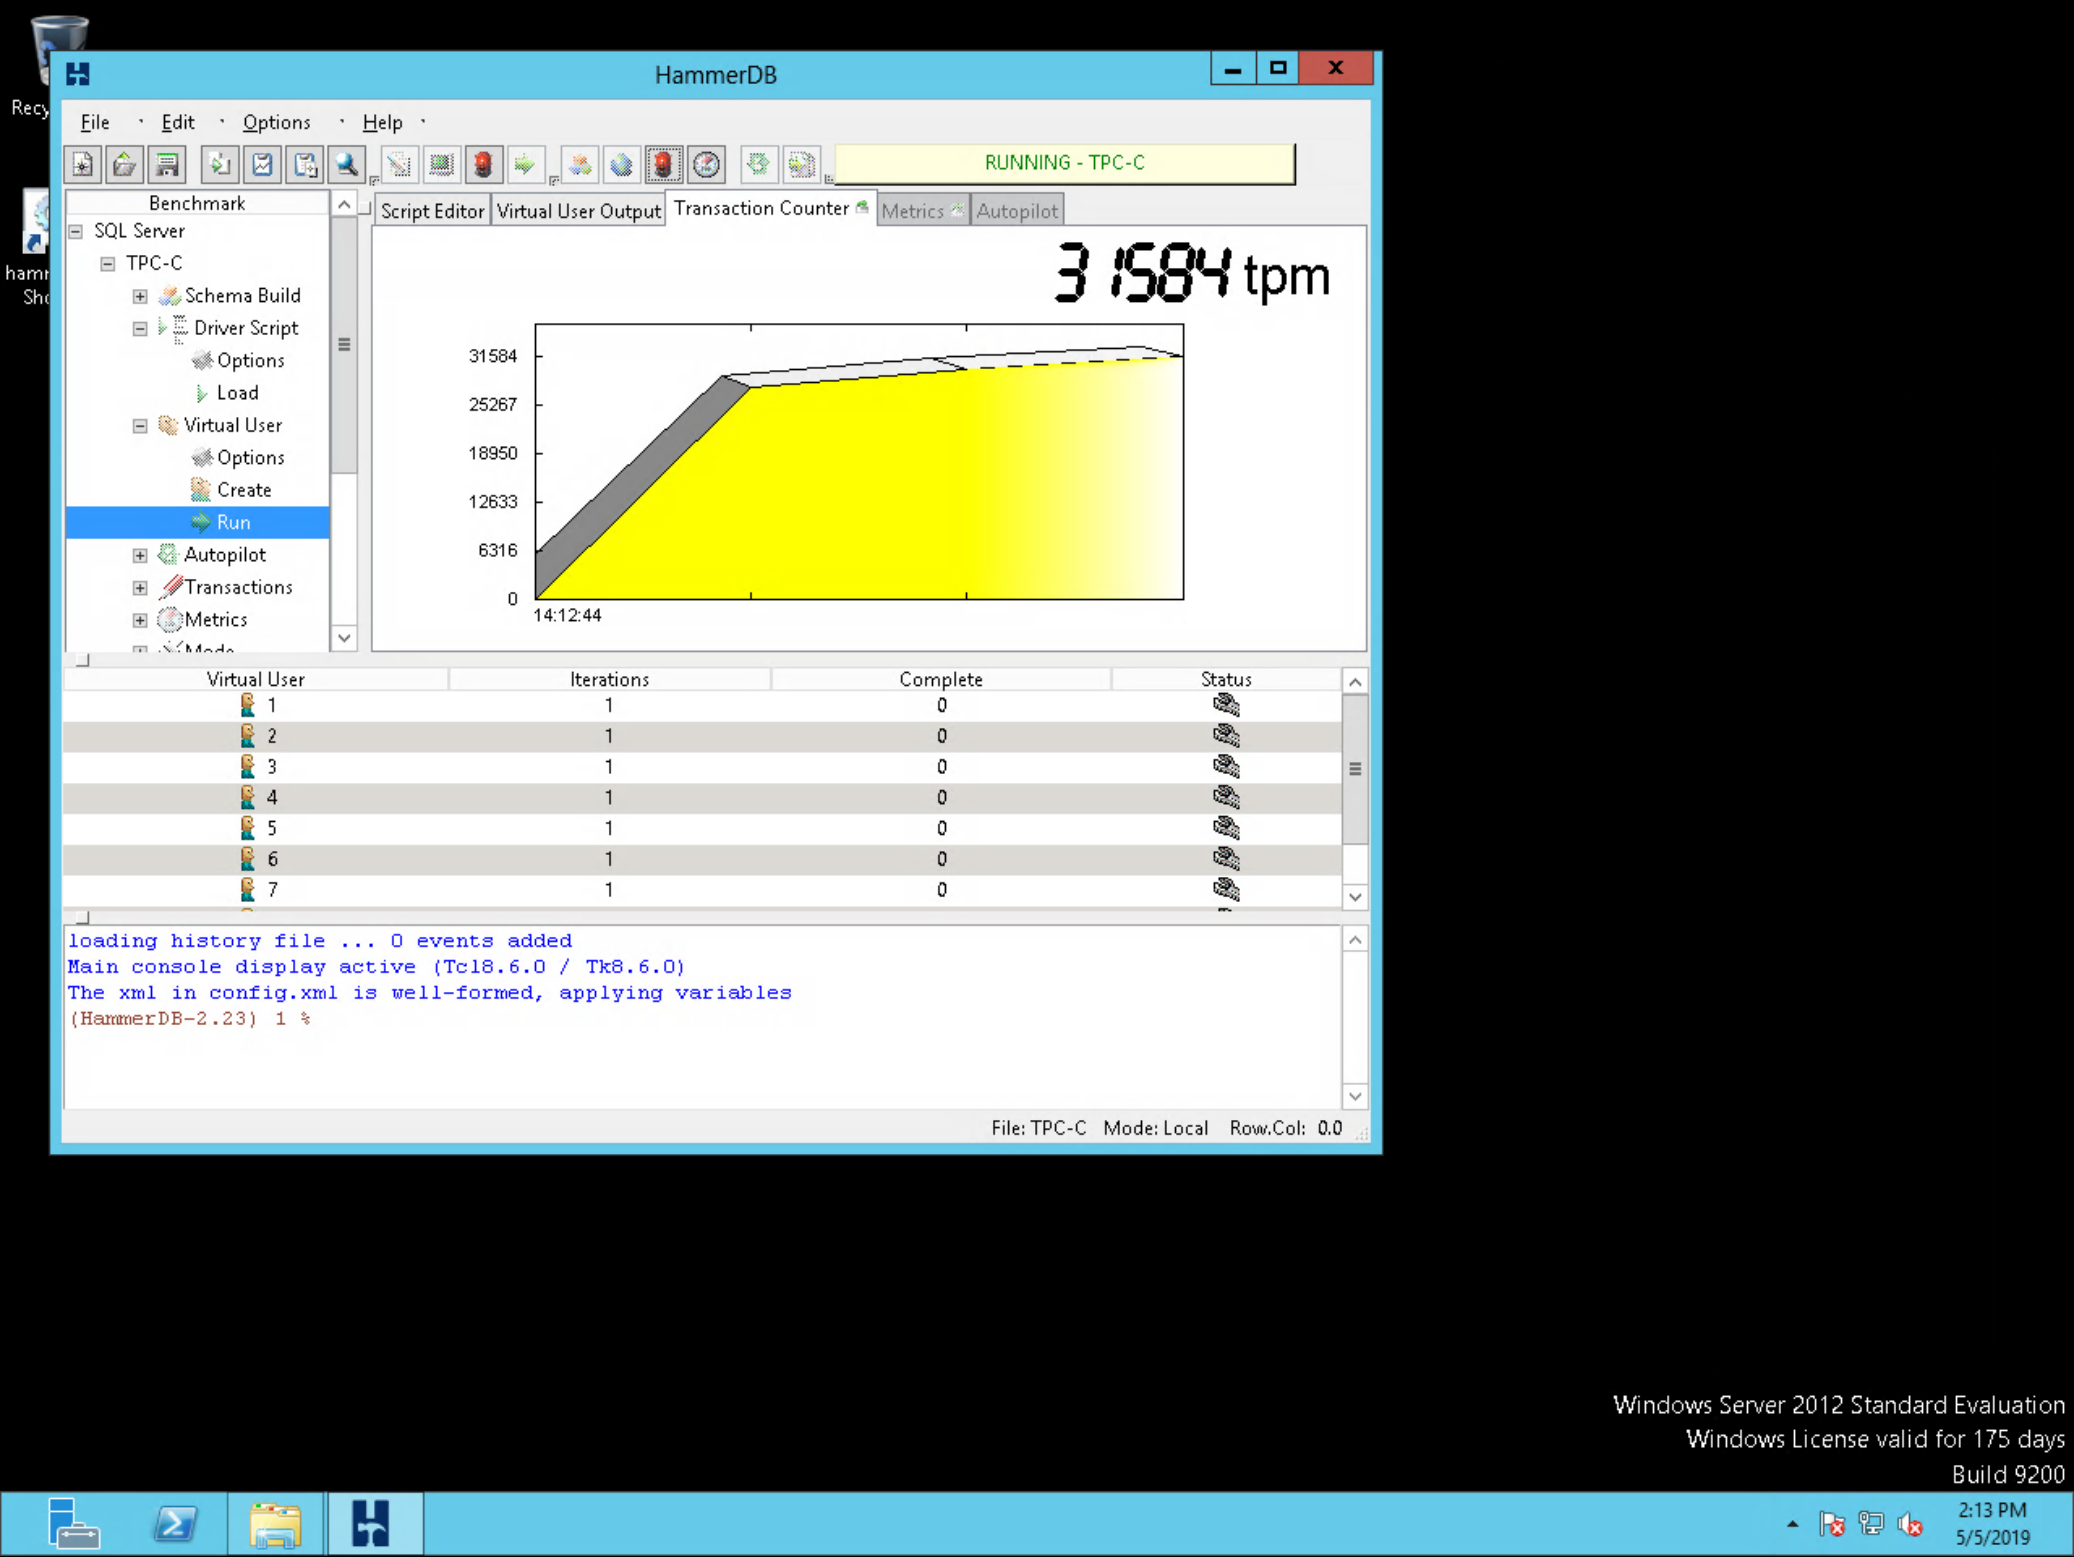 Recy
hamm
Sho
HammerDB
File Edit Options Help
RUNNING - TPC-C
Benchmark
SQL Server
TPC-C
Schema Build
Driver Script
Options
Load
Virtual User
Options
Create
Run
Autopilot
Transactions
Metrics
Mode
Script Editor Virtual User Output Transaction Counter Metrics Autopilot
31584 tpm
31584
25267
18950
12633
6316
0
14:12:44
Virtual User Iterations Complete Status
1 1 0
2 1 0
3 1 0
4 1 0
5 1 0
6 1 0
7 1 0
loading history file ... 0 events added
Main console display active (Tcl8.6.0 / Tk8.6.0)
The xml in config.xml is well-formed, applying variables
(HammerDB-2.23) 1 %
File: TPC-C Mode: Local Row.Col: 0.0
Windows Server 2012 Standard Evaluation
Windows License valid for 175 days
Build 9200
2:13 PM
5/5/2019